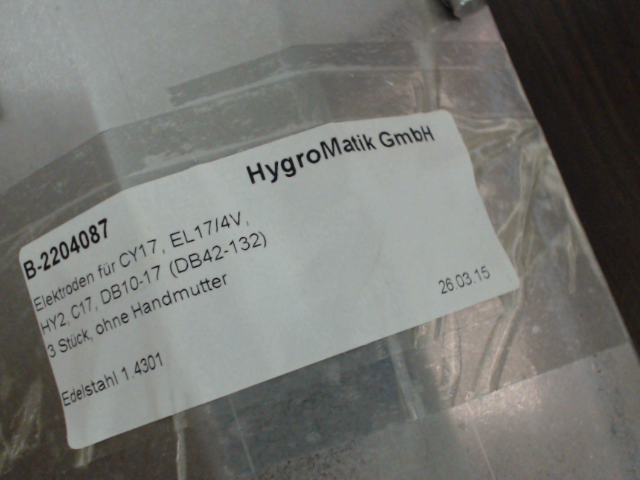 HygroMatik GmbH
B-2204087
Elektroden für CY17, EL17/4V,
HY2, C17, DB10-17 (DB42-132)
3 Stück, ohne Handmutter
26.03.15
Edelstahl 1.4301